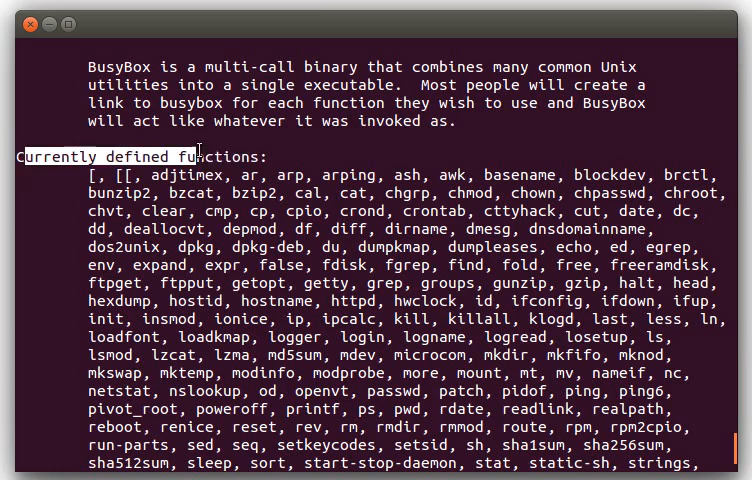 BusyBox is a multi-call binary that combines many common Unix
utilities into a single executable.  Most people will create a
link to busybox for each function they wish to use and BusyBox
will act like whatever it was invoked as.
Currently defined functions:
[, [[, adjtimex, ar, arp, arping, ash, awk, basename, blockdev, brctl,
bunzip2, bzcat, bzip2, cal, cat, chgrp, chmod, chown, chpasswd, chroot,
chvt, clear, cmp, cp, cpio, crond, crontab, cttyhack, cut, date, dc,
dd, deallocvt, depmod, df, diff, dirname, dmesg, dnsdomainname,
dos2unix, dpkg, dpkg-deb, du, dumpkmap, dumpleases, echo, ed, egrep,
env, expand, expr, false, fdisk, fgrep, find, fold, free, freeramdisk,
ftpget, ftpput, getopt, getty, grep, groups, gunzip, gzip, halt, head,
hexdump, hostid, hostname, httpd, hwclock, id, ifconfig, ifdown, ifup,
init, insmod, ionice, ip, ipcalc, kill, killall, klogd, last, less, ln,
loadfont, loadkmap, logger, login, logname, logread, losetup, ls,
lsmod, lzcat, lzma, md5sum, mdev, microcom, mkdir, mkfifo, mknod,
mkswap, mktemp, modinfo, modprobe, more, mount, mt, mv, nameif, nc,
netstat, nslookup, od, openvt, passwd, patch, pidof, ping, ping6,
pivot_root, poweroff, printf, ps, pwd, rdate, readlink, realpath,
reboot, renice, reset, rev, rm, rmdir, rmmod, route, rpm, rpm2cpio,
run-parts, sed, seq, setkeycodes, setsid, sh, sha1sum, sha256sum,
sha512sum, sleep, sort, start-stop-daemon, stat, static-sh, strings,